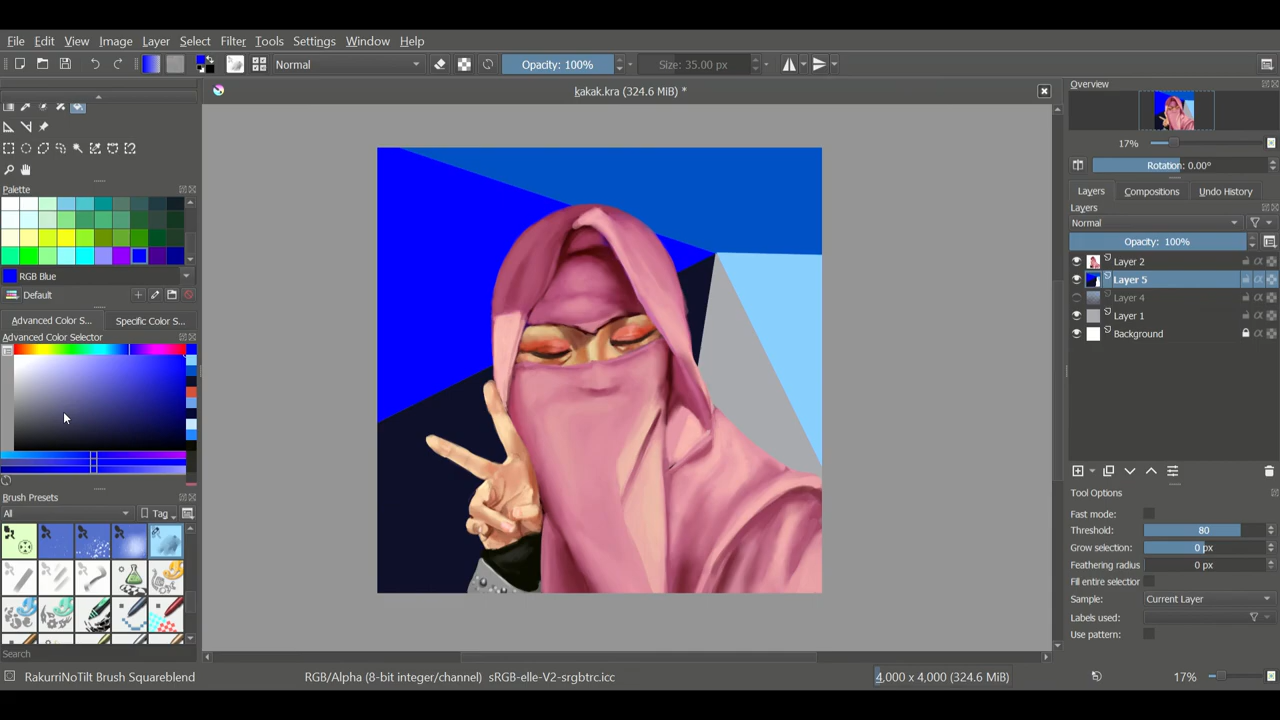 File Edit View Image Layer Select Filter Tools Settings Window Help
Normal Opacity: 100% Size: 35.00 px
kakak.kra (324.6 MiB) *
Palette
RGB Blue
Default
Advanced Color S... Specific Color S...
Advanced Color Selector
Brush Presets
All Tag
Search
Overview
17%
Rotation: 0.00°
Layers Compositions Undo History
Layers
Normal
Opacity: 100%
Layer 2
Layer 5
Layer 4
Layer 1
Background
Tool Options
Fast mode:
Threshold: 80
Grow selection: 0 px
Feathering radius 0 px
Fill entire selection
Sample: Current Layer
Labels used:
Use pattern:
RakurriNoTilt Brush Squareblend RGB/Alpha (8-bit integer/channel) sRGB-elle-V2-srgbtrc.icc 4,000 x 4,000 (324.6 MiB) 17%